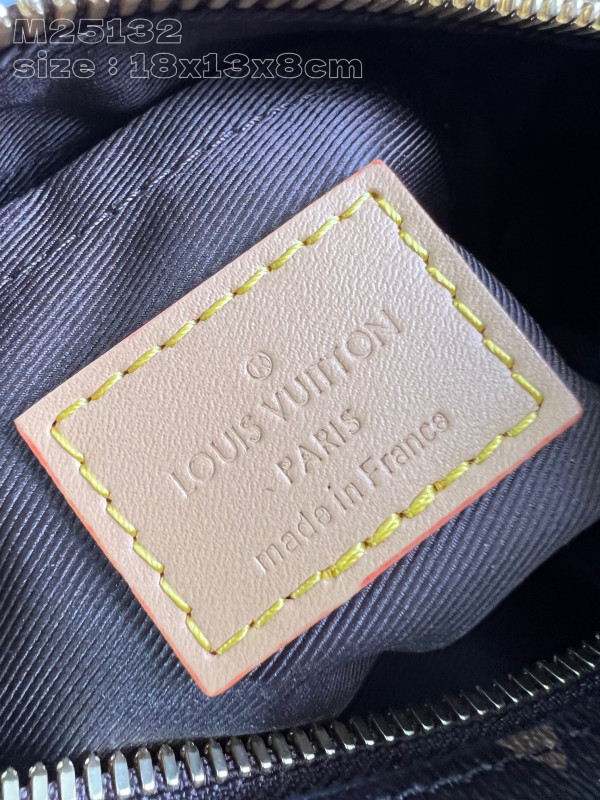 M25132
size : 18x13x8cm
LOUIS VUITTON
PARIS
made in France